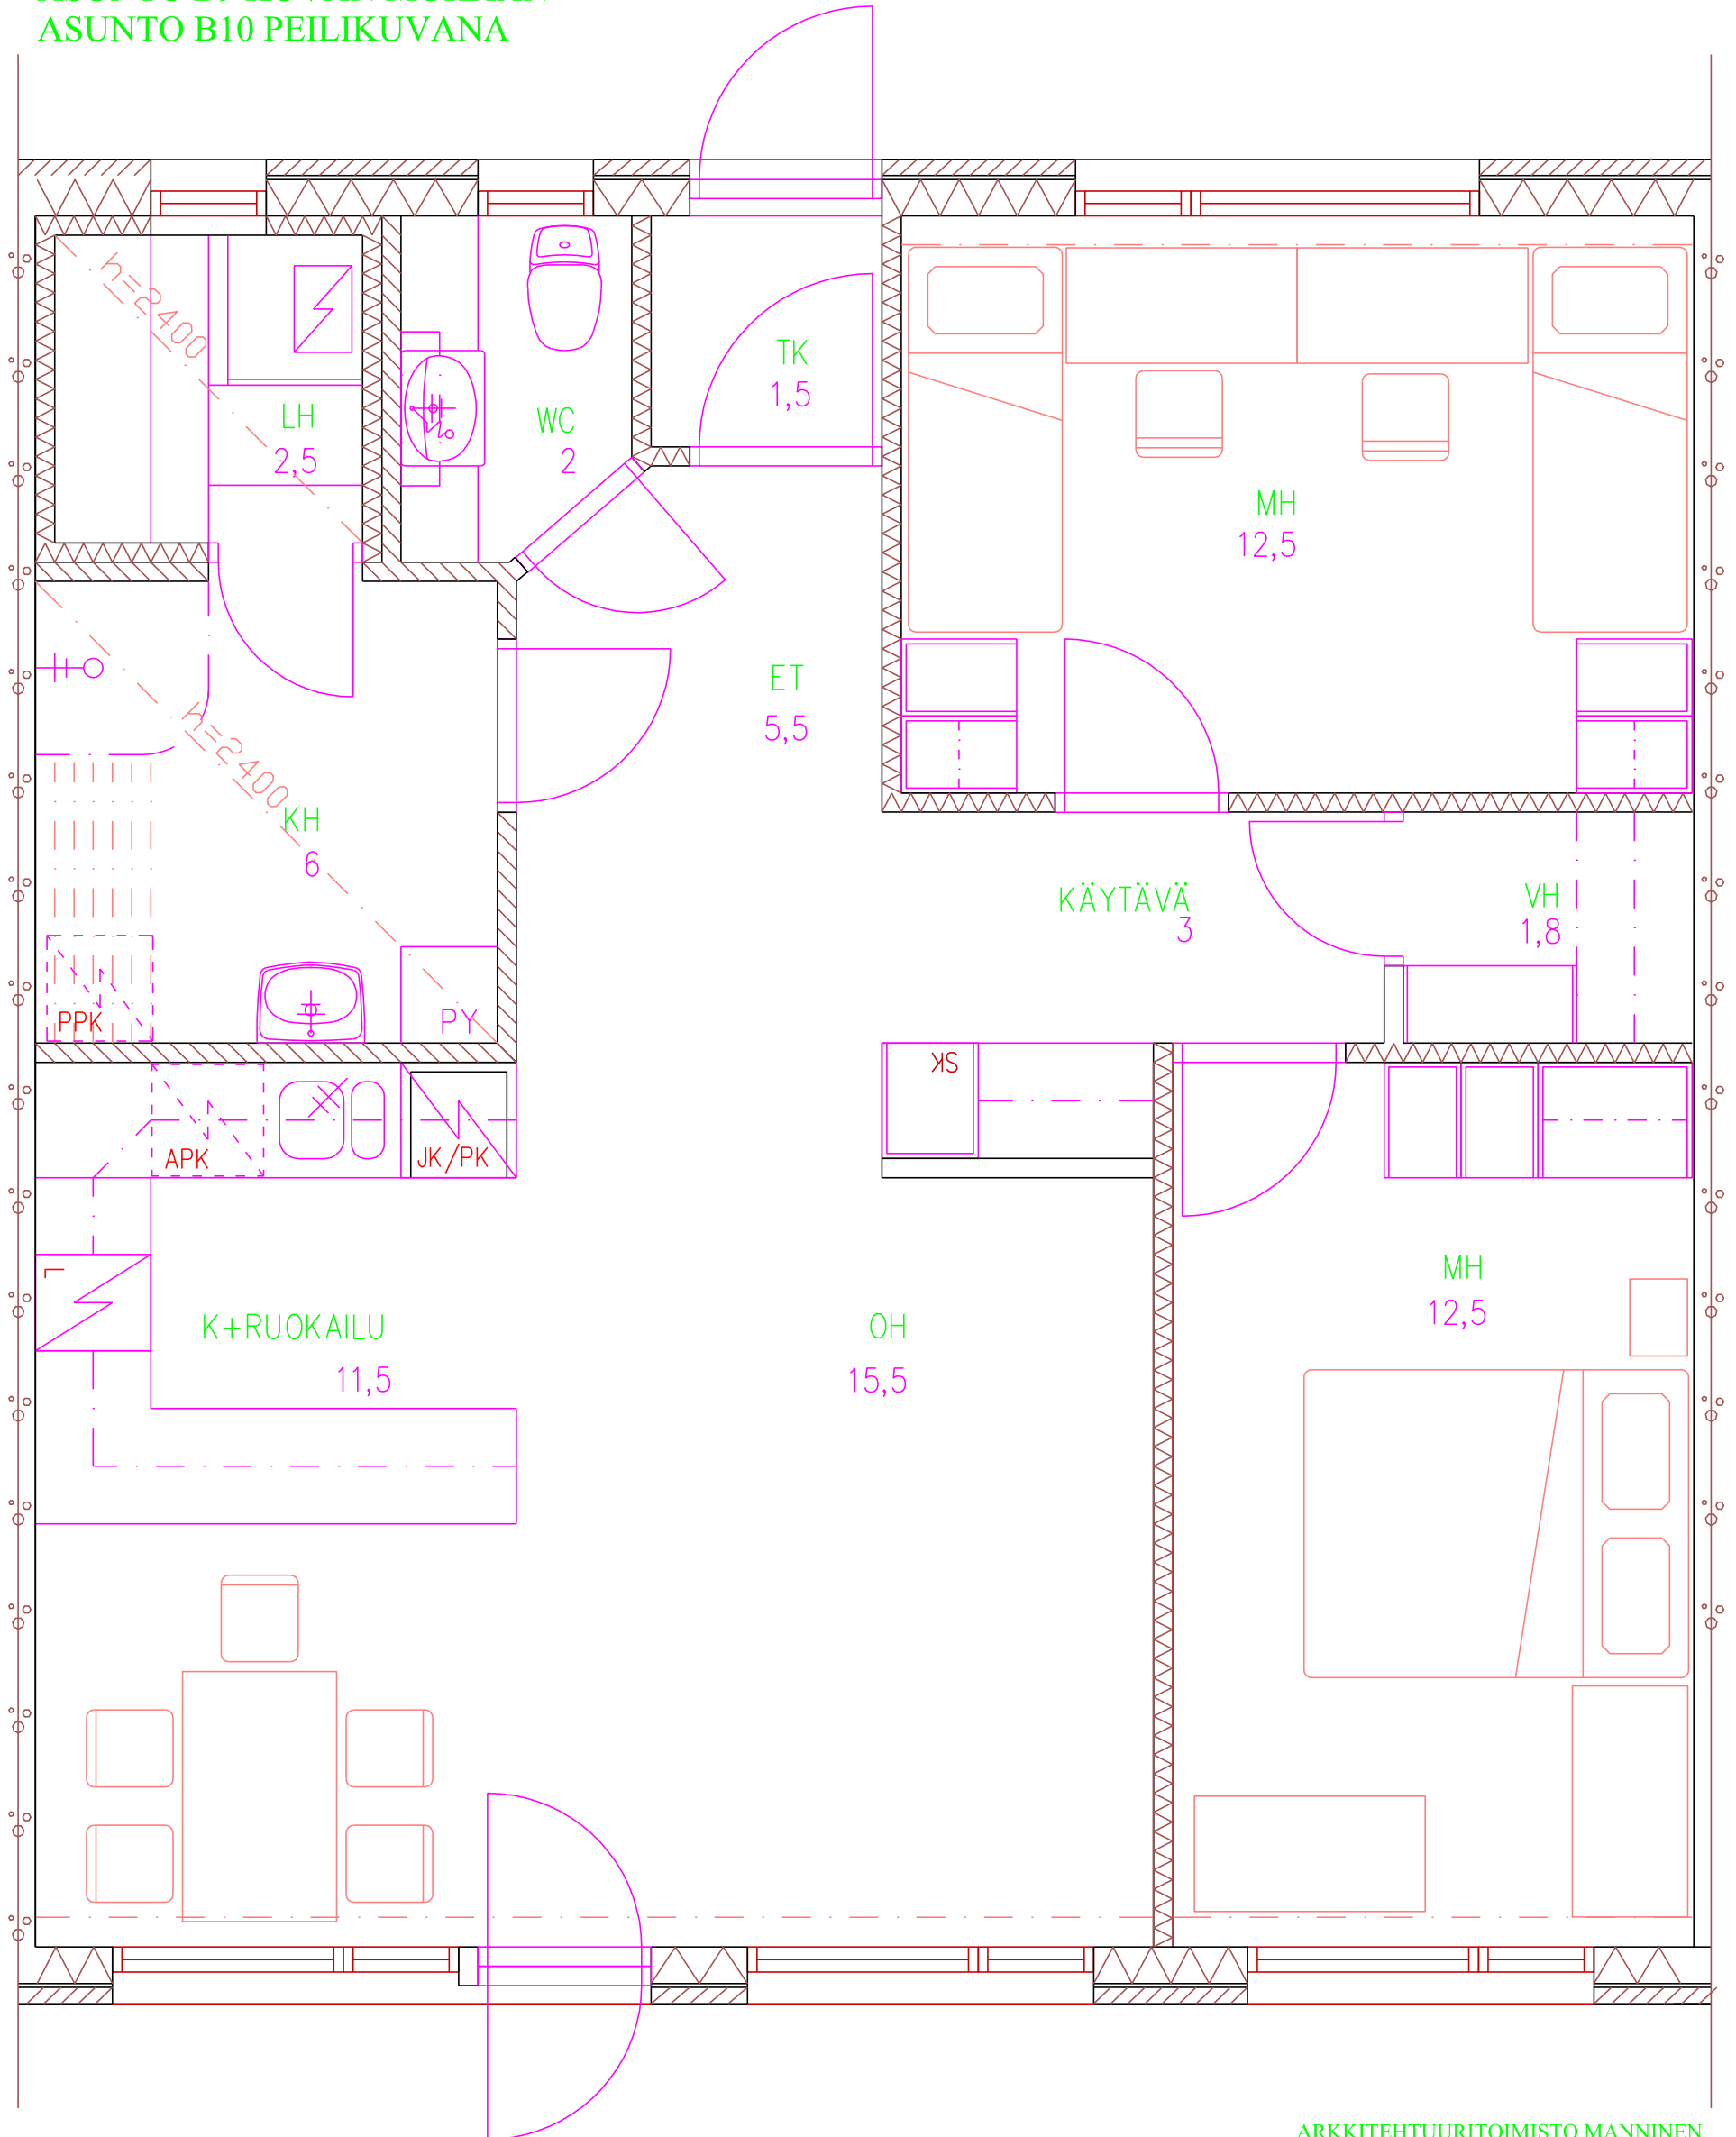 ASUNTO B10 PEILIKUVANA
h=2400
LH
2,5
WC
2
TK
1,5
MH
12,5
ET
5,5
h=2400
KH
6
KÄYTÄVÄ
3
VH
1,8
PPK
PY
SK
APK
JK/PK
L
K+RUOKAILU
11,5
OH
15,5
MH
12,5
ARKKITEHTUURITOIMISTO MANNINEN